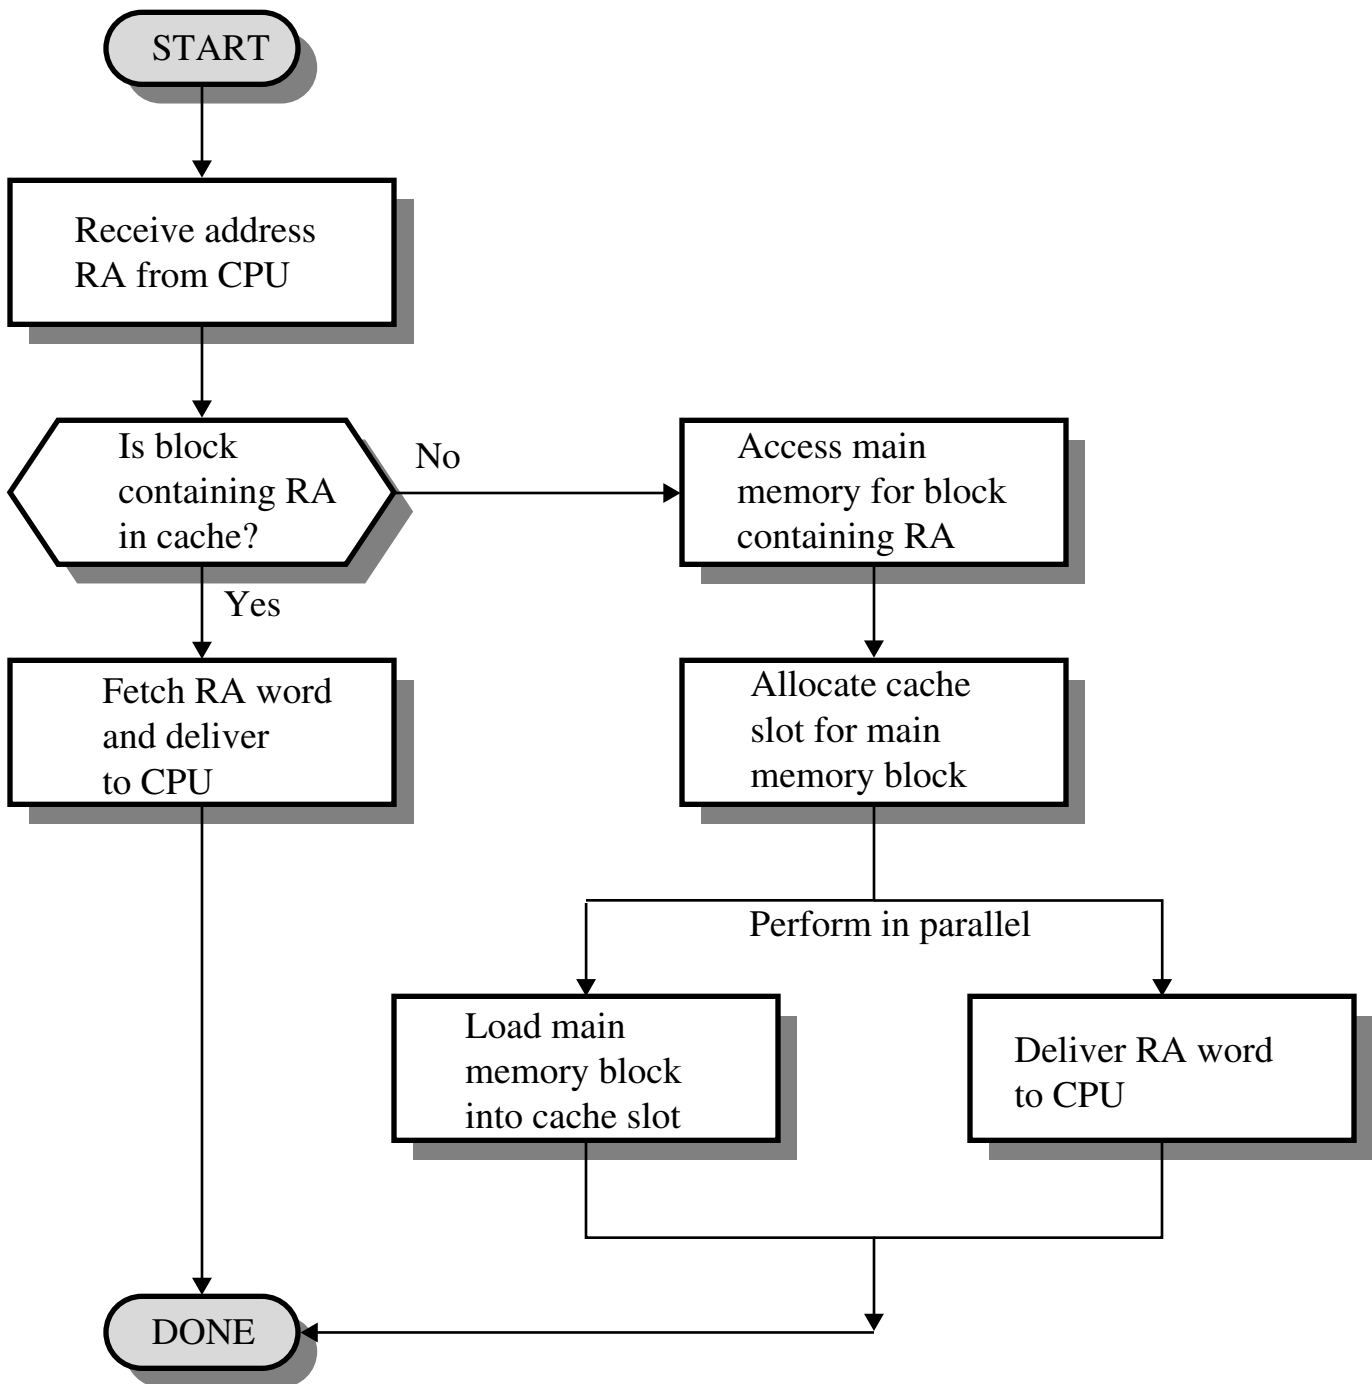 START
Receive address
RA from CPU
Is block
containing RA
in cache?
No
Yes
Access main
memory for block
containing RA
Fetch RA word
and deliver
to CPU
Allocate cache
slot for main
memory block
Perform in parallel
Load main
memory block
into cache slot
Deliver RA word
to CPU
DONE